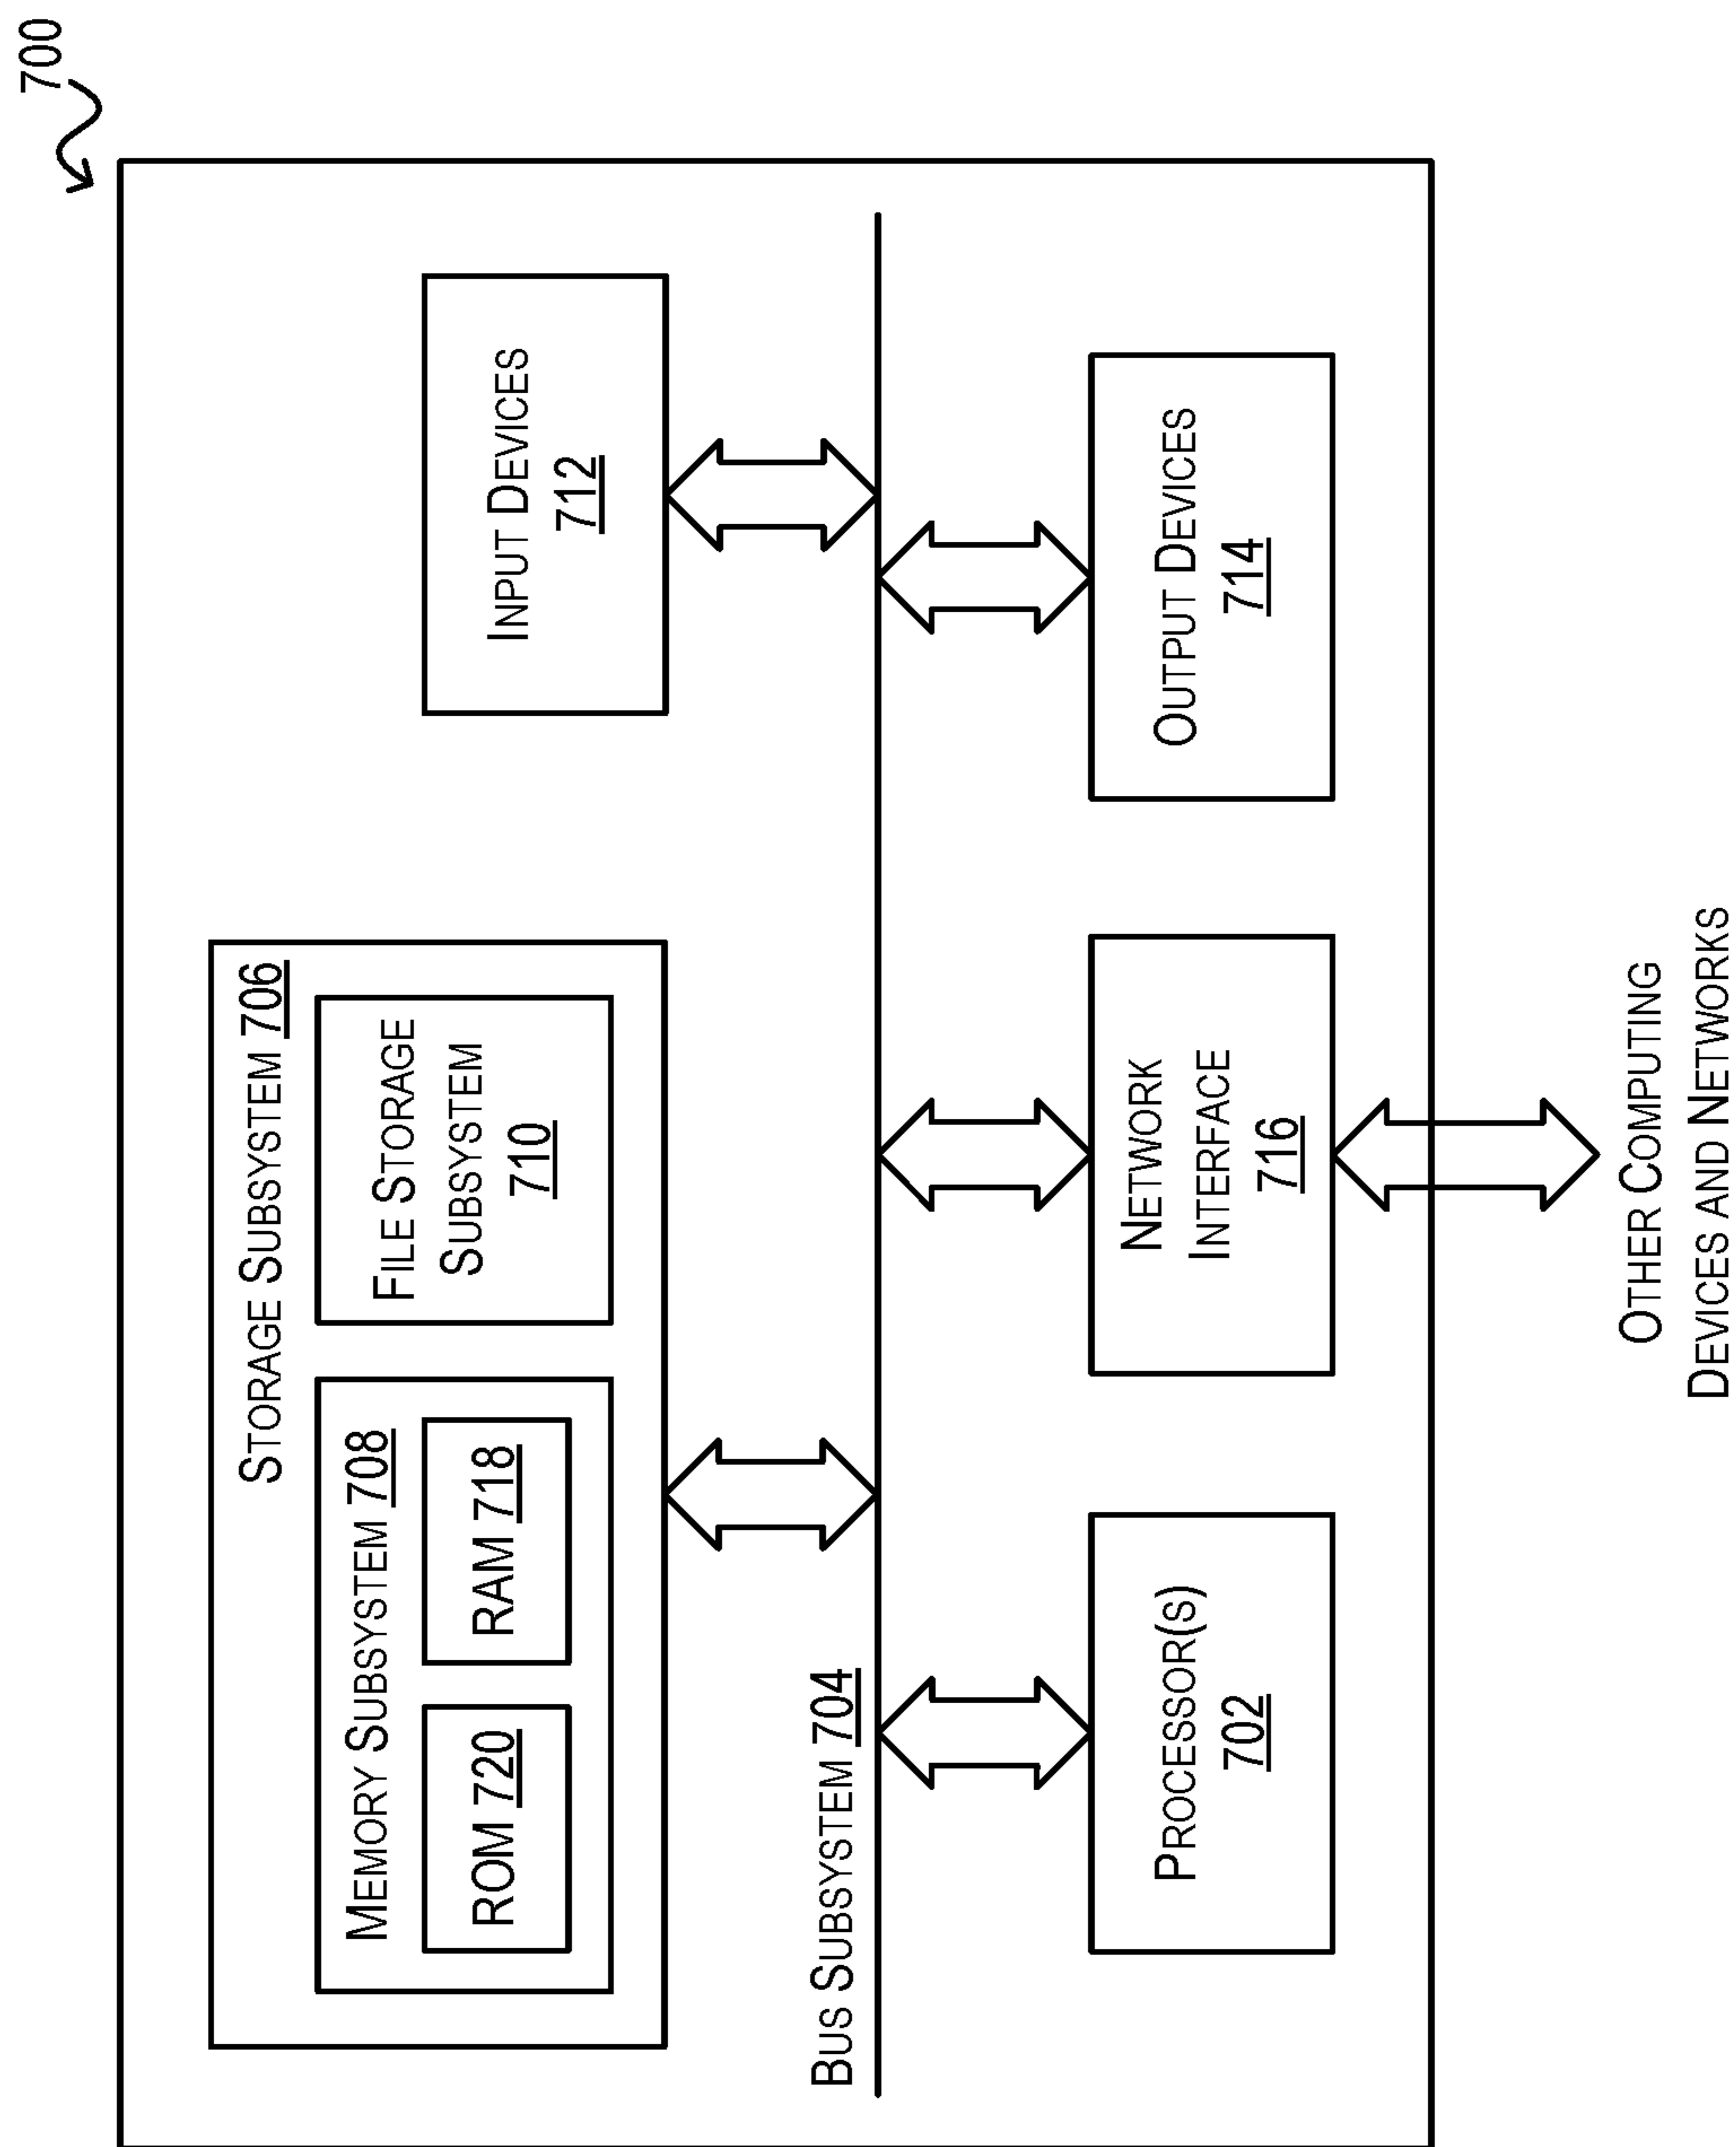 700
STORAGE SUBSYSTEM 706
MEMORY SUBSYSTEM 708
ROM 720
RAM 718
FILE STORAGE
SUBSYSTEM
710
INPUT DEVICES
712
BUS SUBSYSTEM 704
PROCESSOR(S)
702
NETWORK
INTERFACE
716
OUTPUT DEVICES
714
OTHER COMPUTING
DEVICES AND NETWORKS